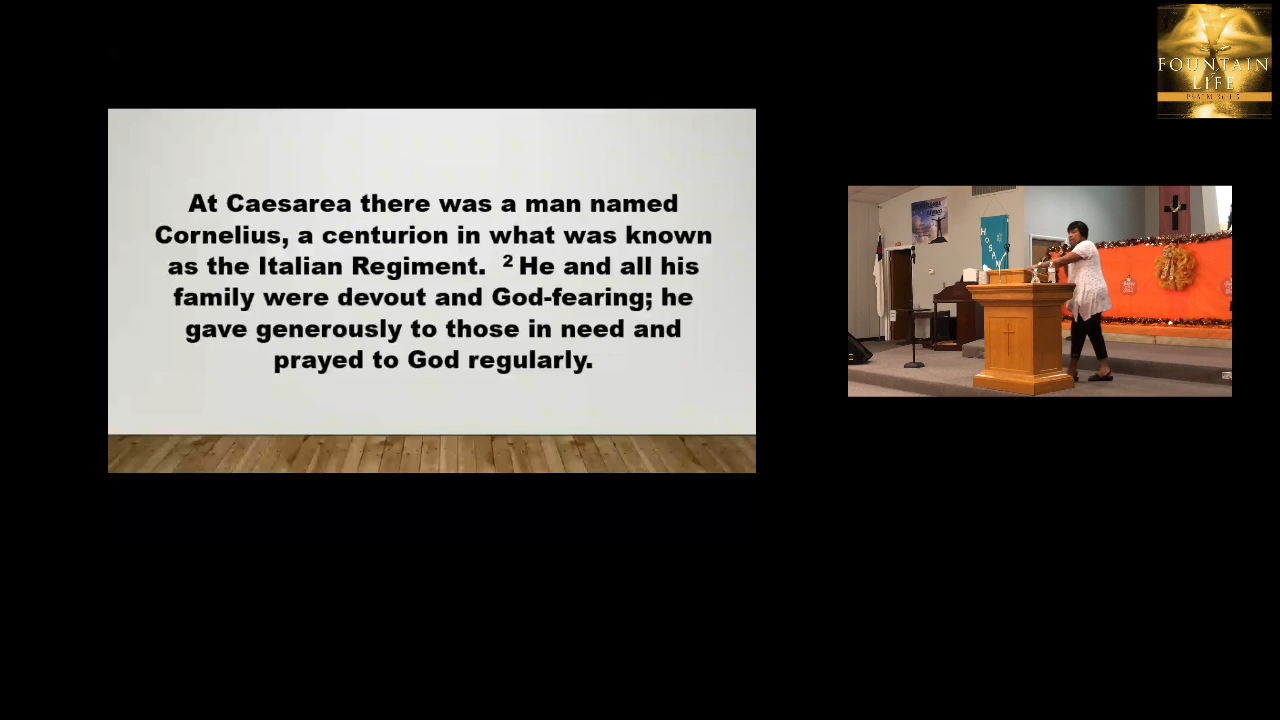 At Caesarea there was a man named
Cornelius, a centurion in what was known
as the Italian Regiment. ² He and all his
family were devout and God-fearing; he
gave generously to those in need and
prayed to God regularly.
FOUNTAIN
LIFE